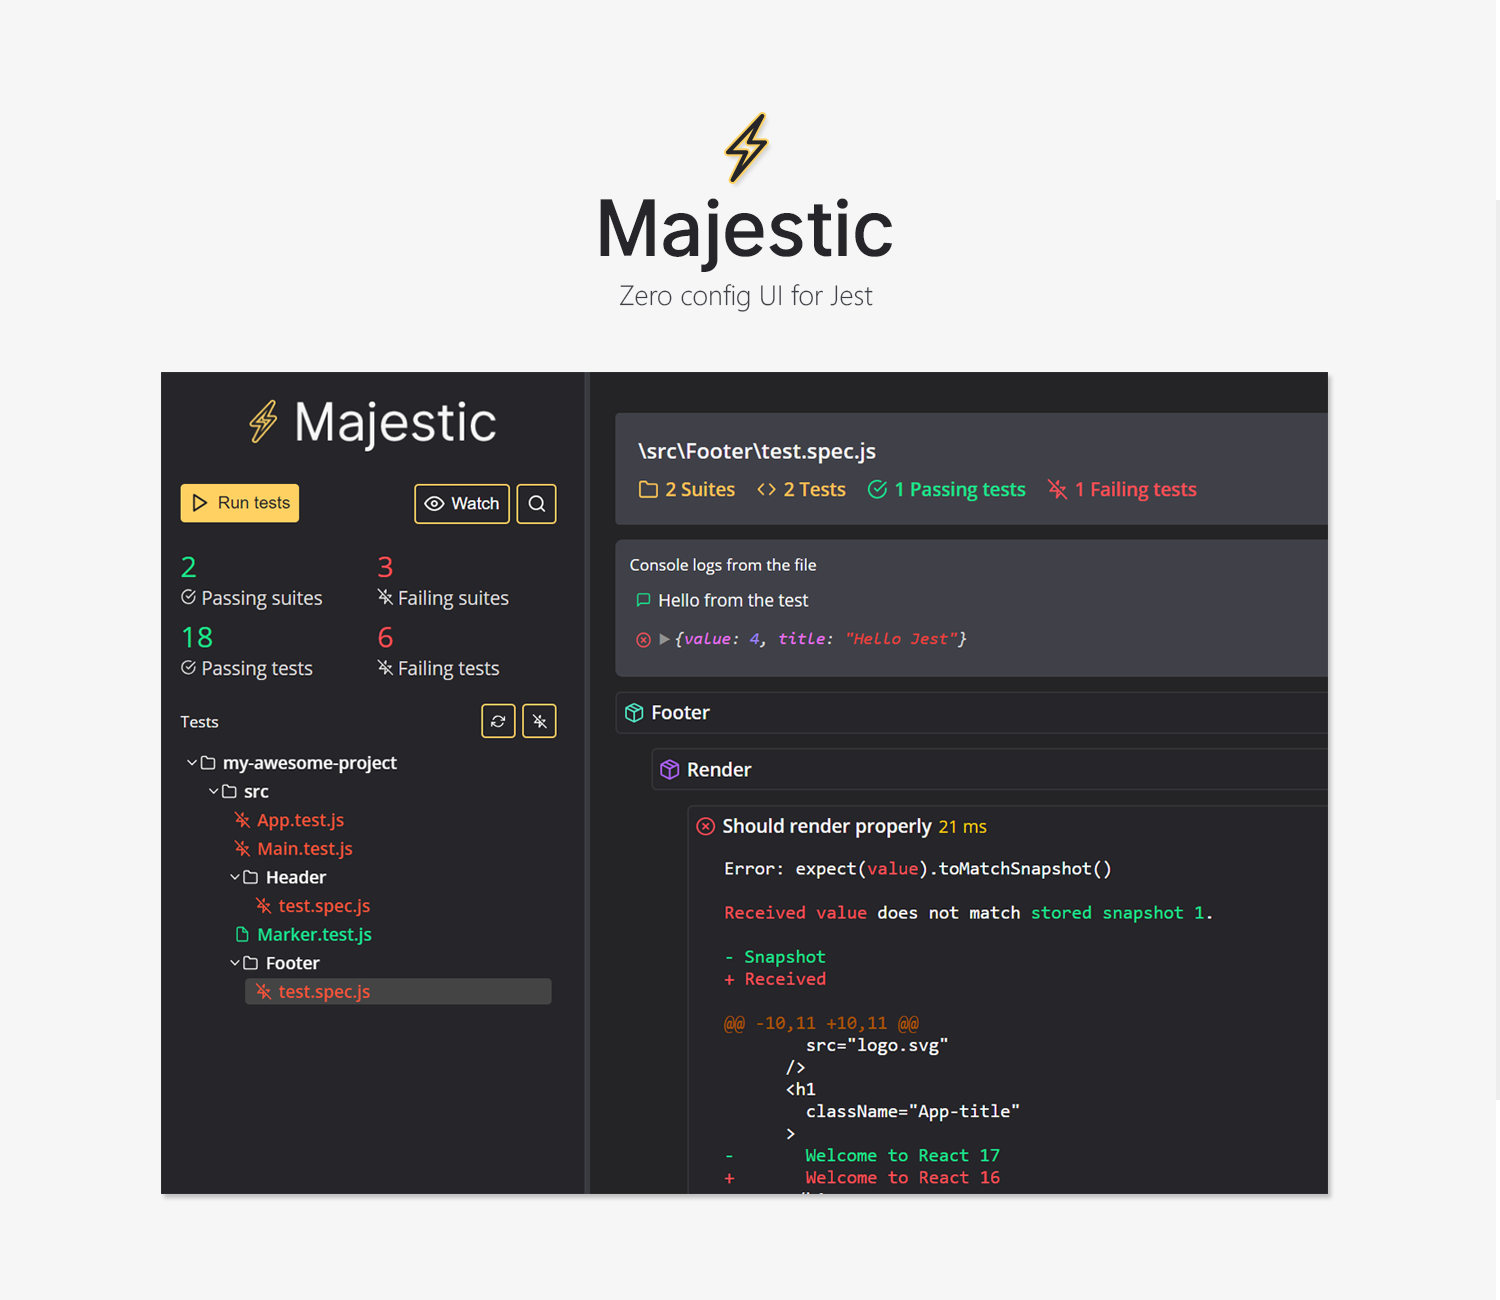 Majestic
Zero config UI for Jest
Majestic
Run tests
Watch
2
3
Passing suites
Failing suites
18
6
Passing tests
Failing tests
Tests
my-awesome-project
src
App.test.js
Main.test.js
Header
test.spec.js
Marker.test.js
Footer
test.spec.js
\src\Footer\test.spec.js
2 Suites <> 2 Tests 1 Passing tests 1 Failing tests
Console logs from the file
Hello from the test
{value: 4, title: "Hello Jest"}
Footer
Render
Should render properly 21 ms
Error: expect(value).toMatchSnapshot()
Received value does not match stored snapshot 1.
- Snapshot
+ Received
@@ -10,11 +10,11 @@
src="logo.svg"
/>
<h1
className="App-title"
>
- Welcome to React 17
+ Welcome to React 16